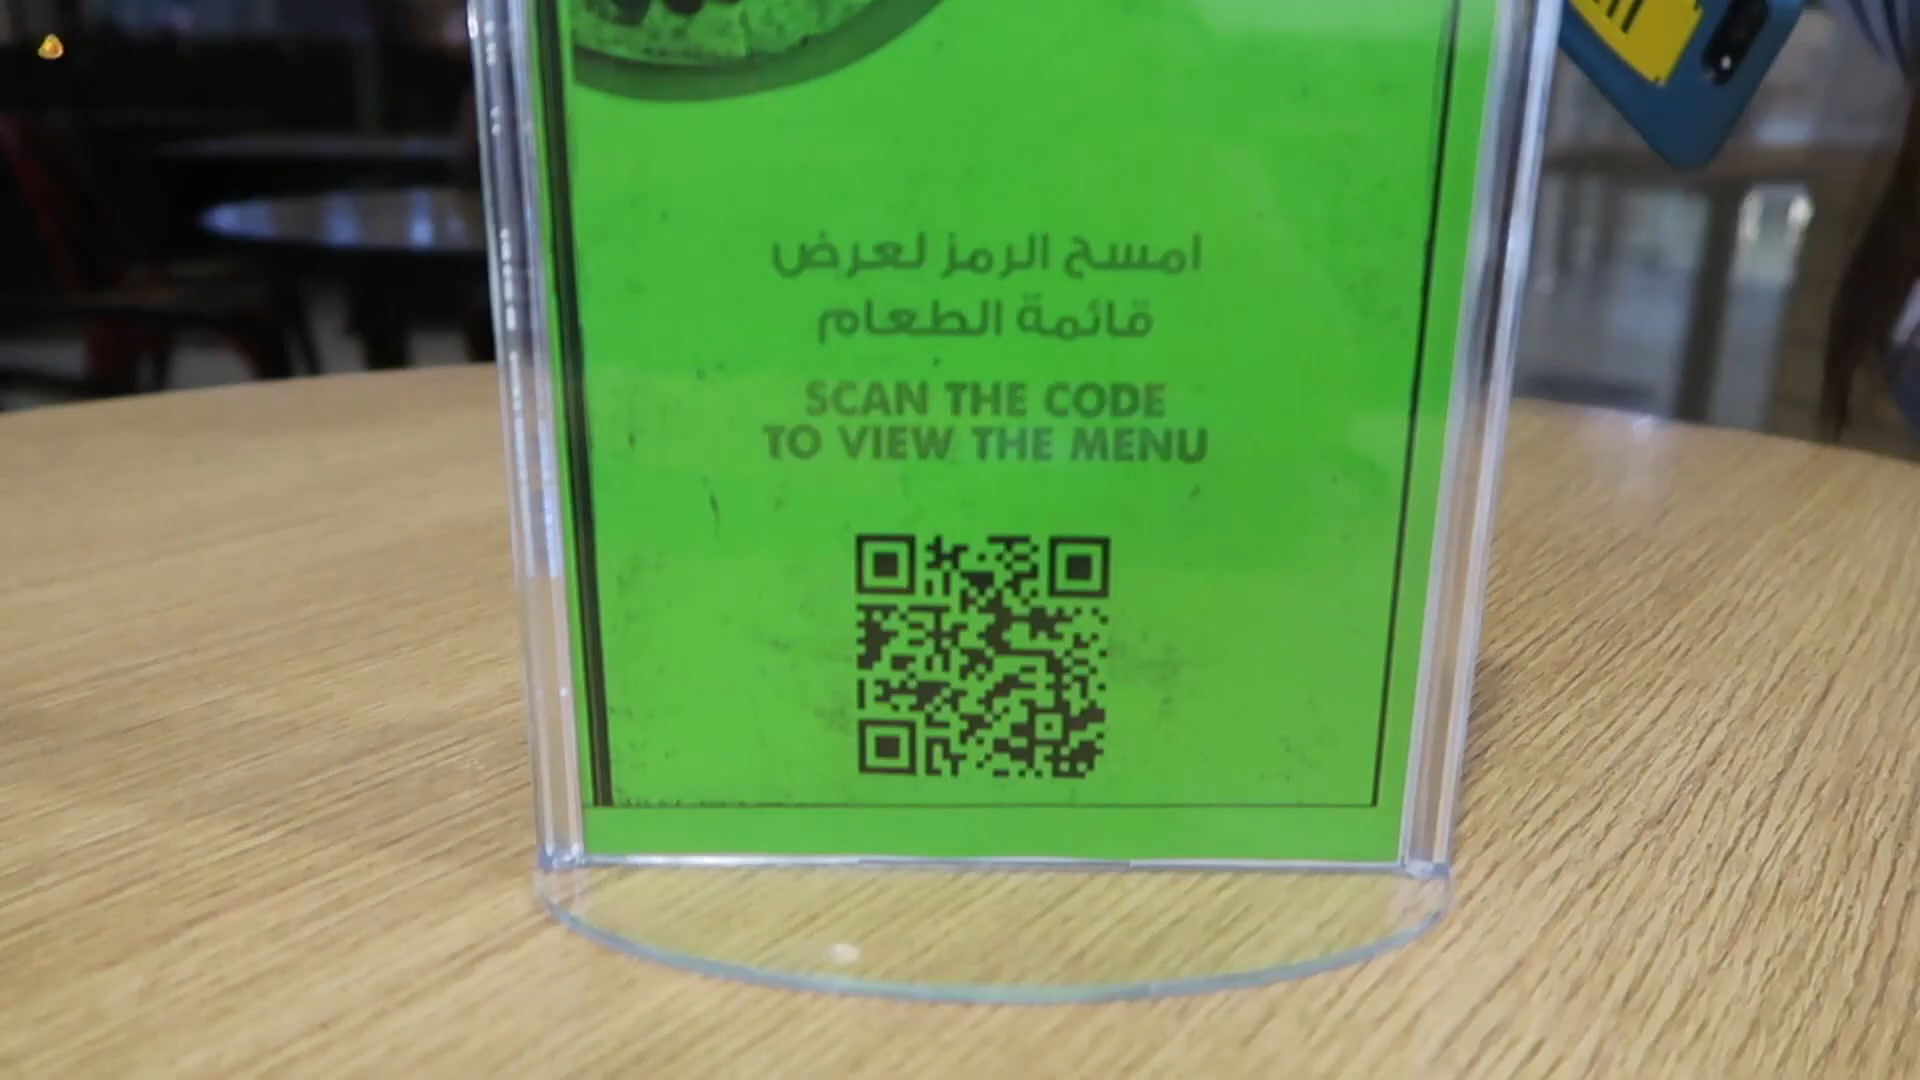 امسح الرمز لعرض
قائمة الطعام
SCAN THE CODE
TO VIEW THE MENU